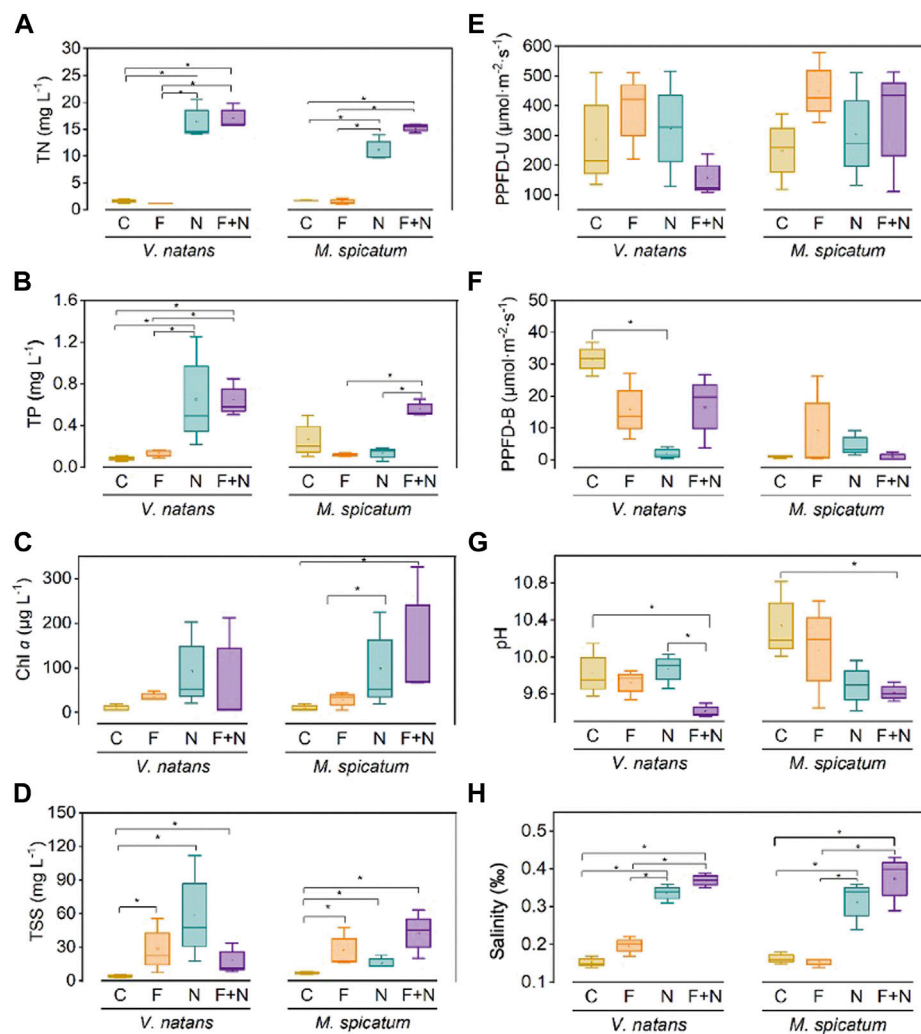 A
TN (mg L⁻¹)
30
25
20
15
10
5
0
* * * *
* * * *
C F N F+N C F N F+N
V. natans M. spicatum
B
TP (mg L⁻¹)
1.6
1.2
0.8
0.4
0.0
* * * *
* *
C F N F+N C F N F+N
V. natans M. spicatum
C
Chl a (μg L⁻¹)
300
200
100
0
* *
C F N F+N C F N F+N
V. natans M. spicatum
D
TSS (mg L⁻¹)
150
120
90
60
30
0
* * *
* * *
C F N F+N C F N F+N
V. natans M. spicatum
E
PPFD-U (μmol·m⁻²·s⁻¹)
600
500
400
300
200
100
C F N F+N C F N F+N
V. natans M. spicatum
F
PPFD-B (μmol·m⁻²·s⁻¹)
50
40
30
20
10
0
*
C F N F+N C F N F+N
V. natans M. spicatum
G
pH
10.8
10.4
10.0
9.6
* *
*
C F N F+N C F N F+N
V. natans M. spicatum
H
Salinity (‰)
0.5
0.4
0.3
0.2
0.1
* * * *
* * * *
C F N F+N C F N F+N
V. natans M. spicatum